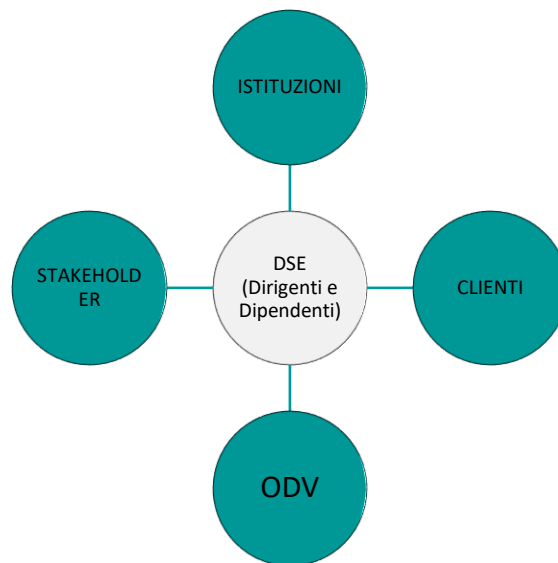 ISTITUZIONI
STAKEHOLD
ER
DSE
(Dirigenti e
Dipendenti)
CLIENTI
ODV